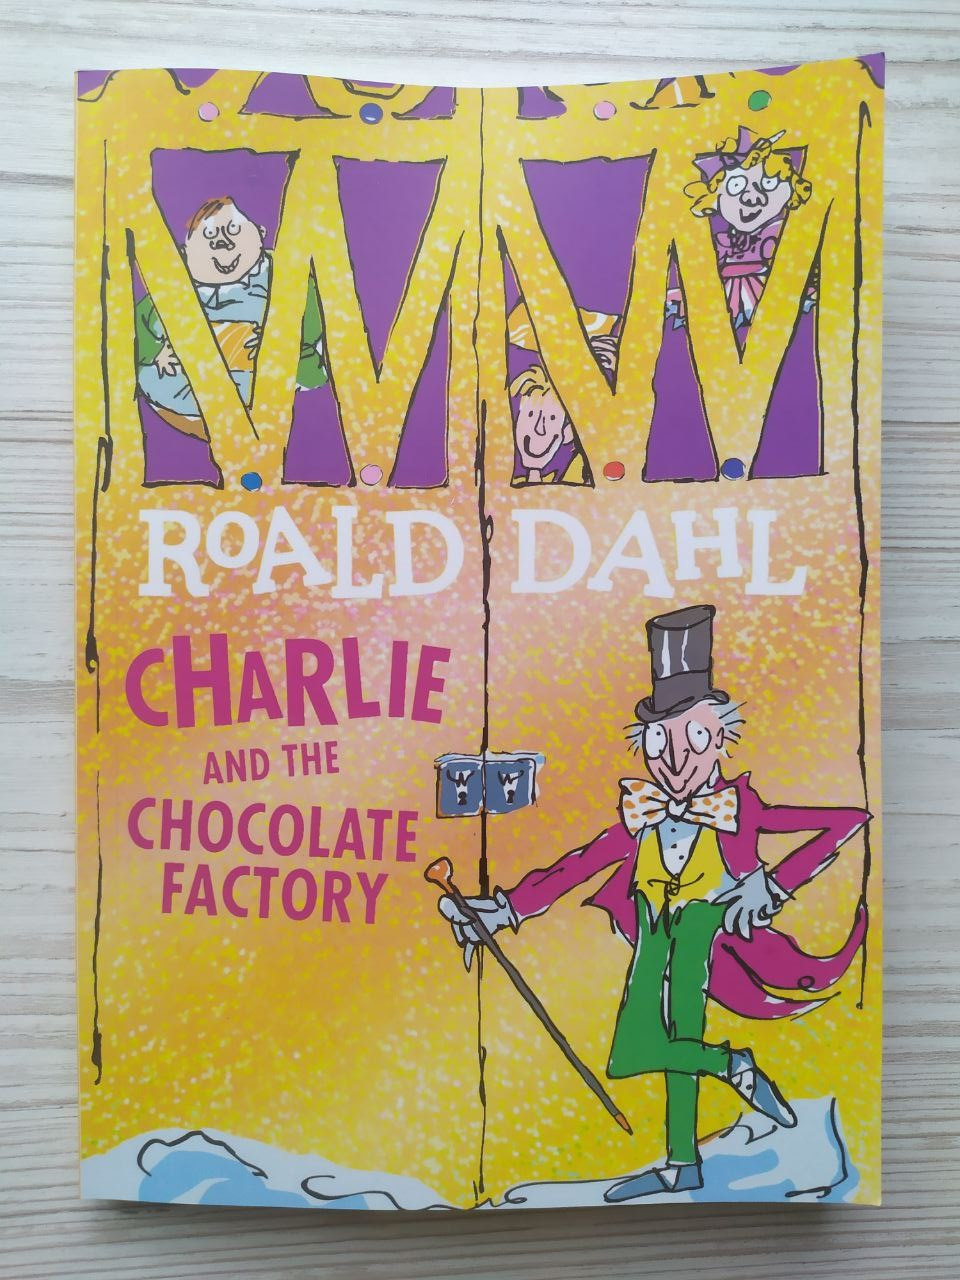 ROALD DAHL
CHARLIE
AND THE
CHOCOLATE
FACTORY